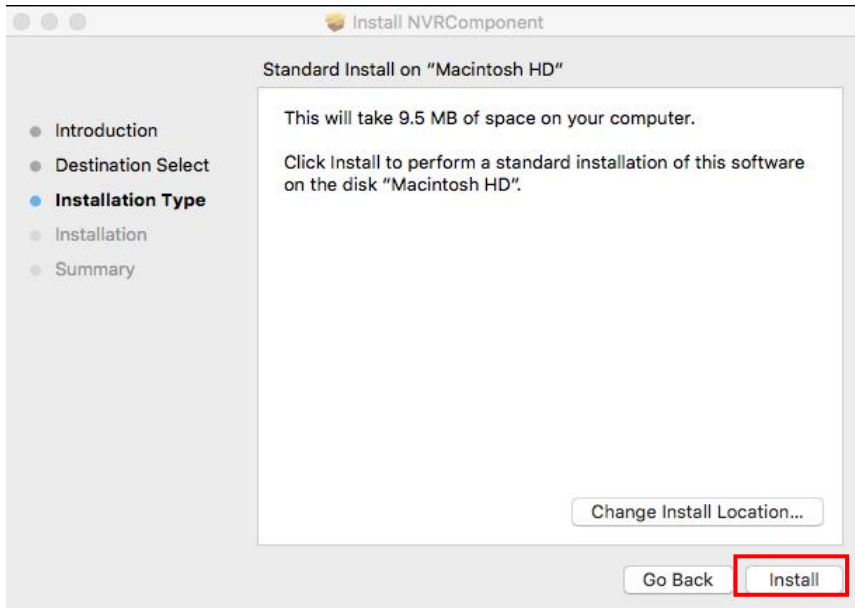 Install NVRComponent
Standard Install on “Macintosh HD”
Introduction
Destination Select
Installation Type
Installation
Summary
This will take 9.5 MB of space on your computer.
Click Install to perform a standard installation of this software
on the disk “Macintosh HD”.
Change Install Location...
Go Back
Install